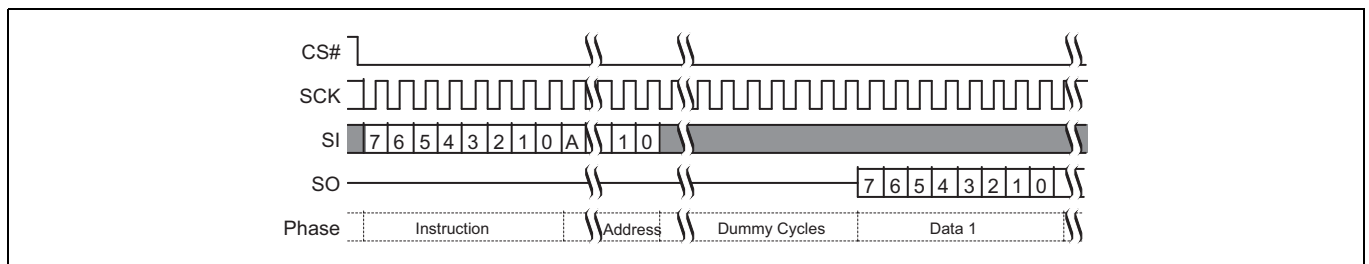 CS#
SCK
SI 7 6 5 4 3 2 1 0 A 1 0
SO 7 6 5 4 3 2 1 0
Phase Instruction Address Dummy Cycles Data 1